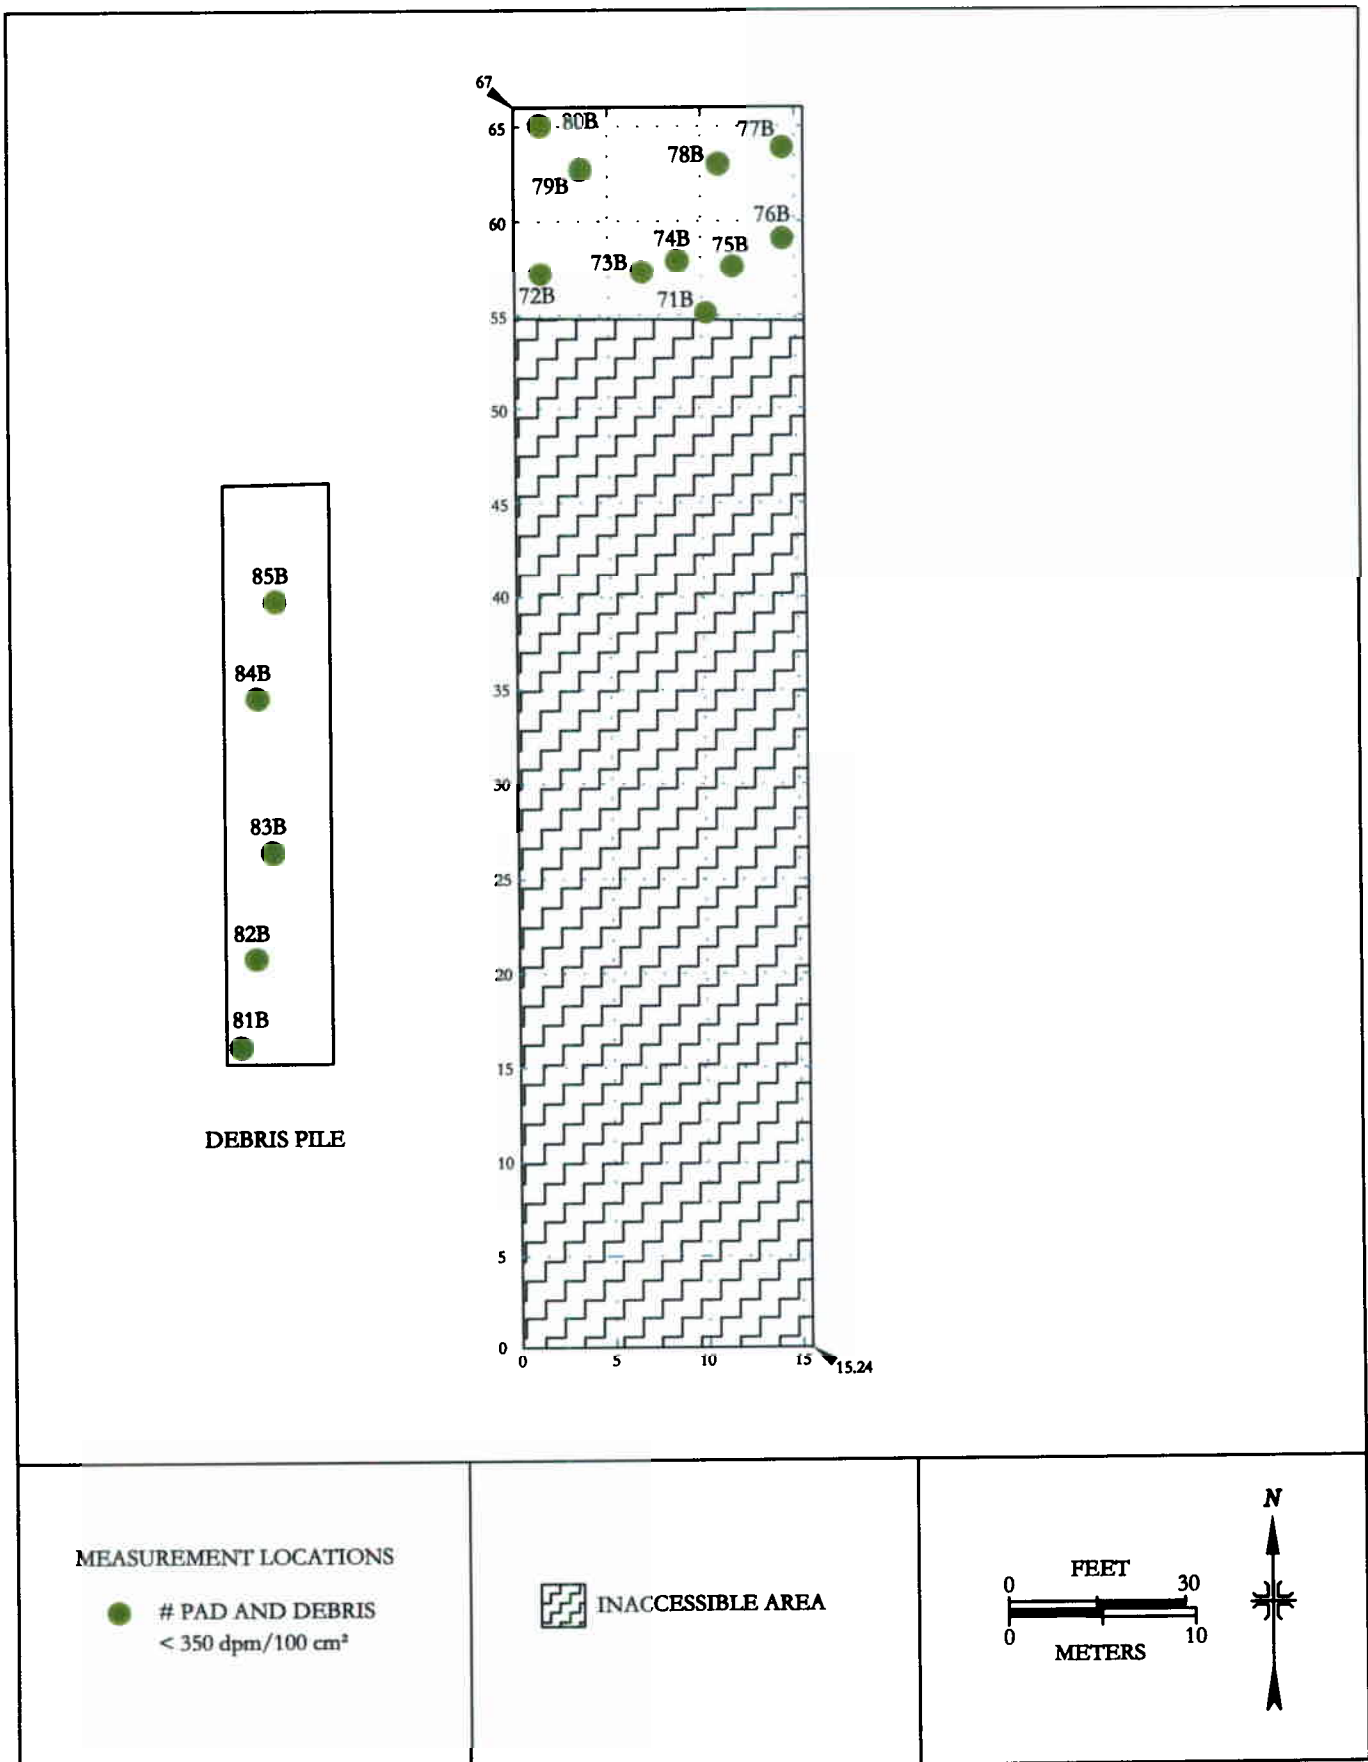 67
65
80B
77B
78B
79B
76B
60
74B
75B
73B
72B
71B
55
50
45
85B
40
84B
35
30
83B
25
82B
20
81B
15
DEBRIS PILE
10
5
0
0 5 10 15
15.24
MEASUREMENT LOCATIONS
# PAD AND DEBRIS
< 350 dpm/100 cm²
INACCESSIBLE AREA
N
FEET
0 30
0 10
METERS